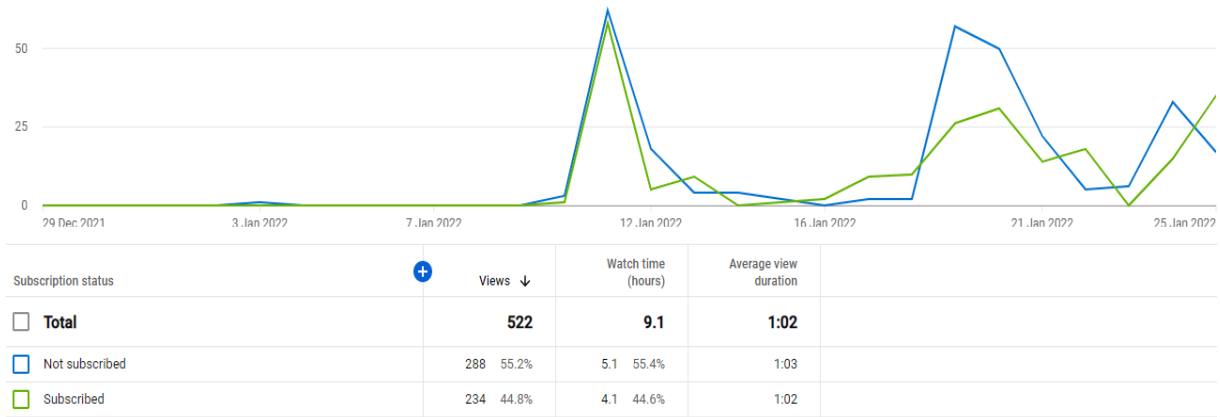 50
25
0
29 Dec 2021 3 Jan 2022 7 Jan 2022 12 Jan 2022 16 Jan 2022 21 Jan 2022 25 Jan 2022
Subscription status Views ↓ Watch time (hours) Average view duration
Total 522 9.1 1:02
Not subscribed 288 55.2% 5.1 55.4% 1:03
Subscribed 234 44.8% 4.1 44.6% 1:02